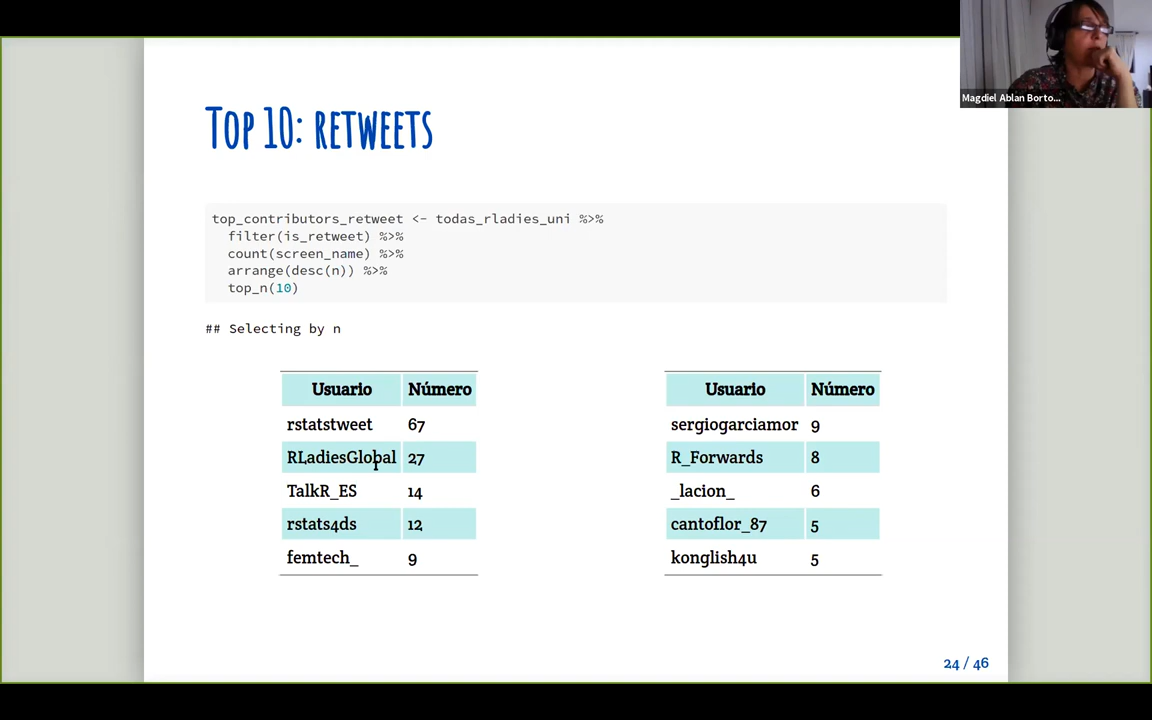 Magdiel Ablan Borto...
Top 10: retweets
top_contributors_retweet <- todas_rladies_uni %>%
filter(is_retweet) %>%
count(screen_name) %>%
arrange(desc(n)) %>%
top_n(10)
## Selecting by n
Usuario Número
rstatstweet 67
RLadiesGlobal 27
TalkR_ES 14
rstats4ds 12
femtech_ 9
Usuario Número
sergiogarciamor 9
R_Forwards 8
_lacion_ 6
cantoflor_87 5
konglish4u 5
24 / 46